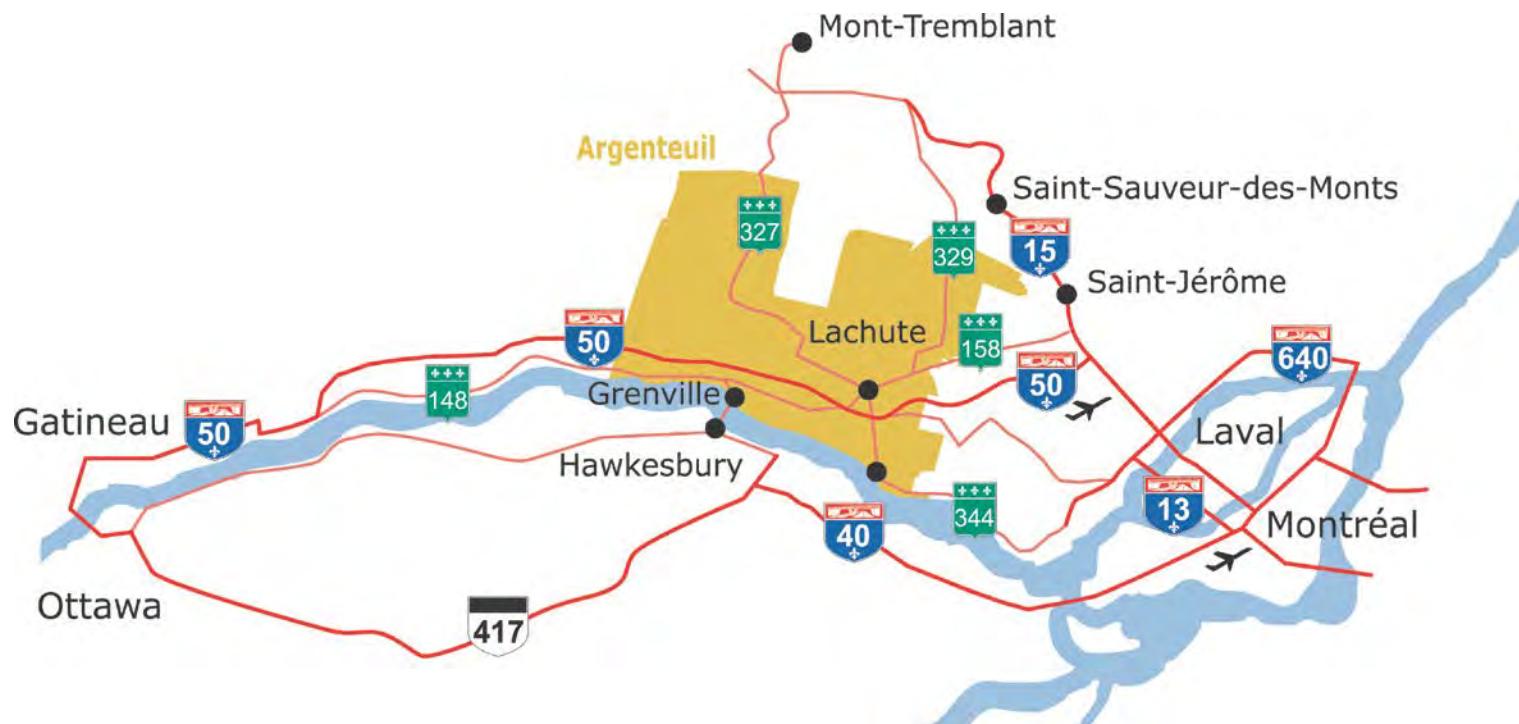 Mont-Tremblant
Argenteuil
Saint-Sauveur-des-Monts
327
329
15
Saint-Jérôme
Lachute
50
158
640
Grenville
50
148
Gatineau
50
Laval
Hawkesbury
344
13
40
Montréal
Ottawa
417